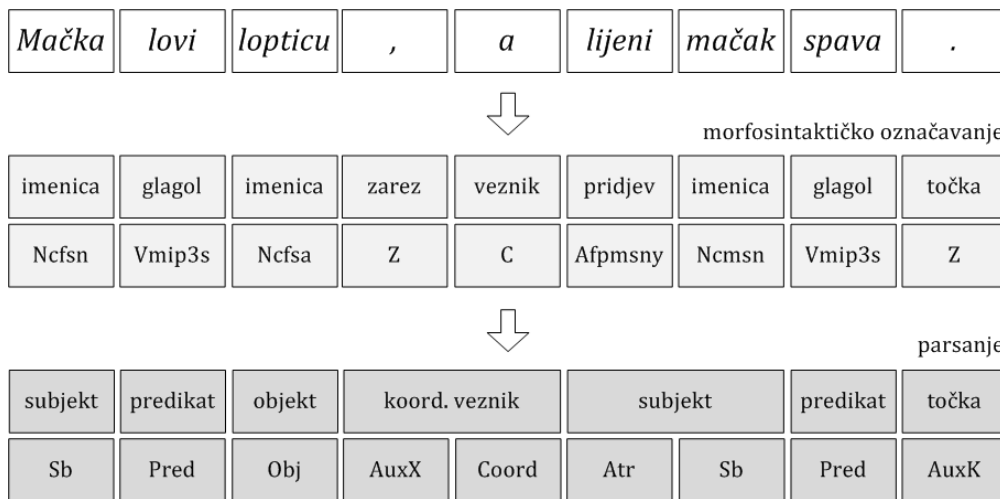 Mačka lovi lopticu , a lijeni mačak spava .
morfosintaktičko označavanje
imenica glagol imenica zarez veznik pridjev imenica glagol točka
Ncfsn Vmip3s Ncfsa Z C Afpmsny Ncmsn Vmip3s Z
parsanje
subjekt predikat objekt koord. veznik subjekt predikat točka
Sb Pred Obj AuxX Coord Atr Sb Pred AuxK